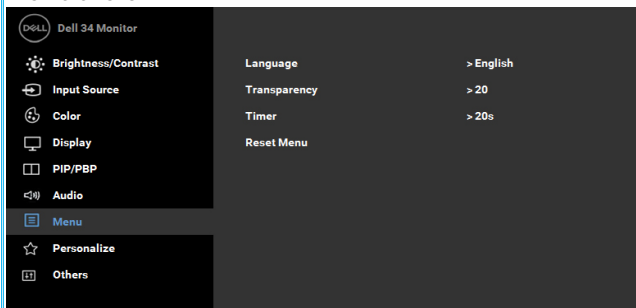 DELL Dell 34 Monitor
Brightness/Contrast Language > English
Input Source Transparency > 20
Color Timer > 20s
Display Reset Menu
PIP/PBP
Audio
Menu
Personalize
Others